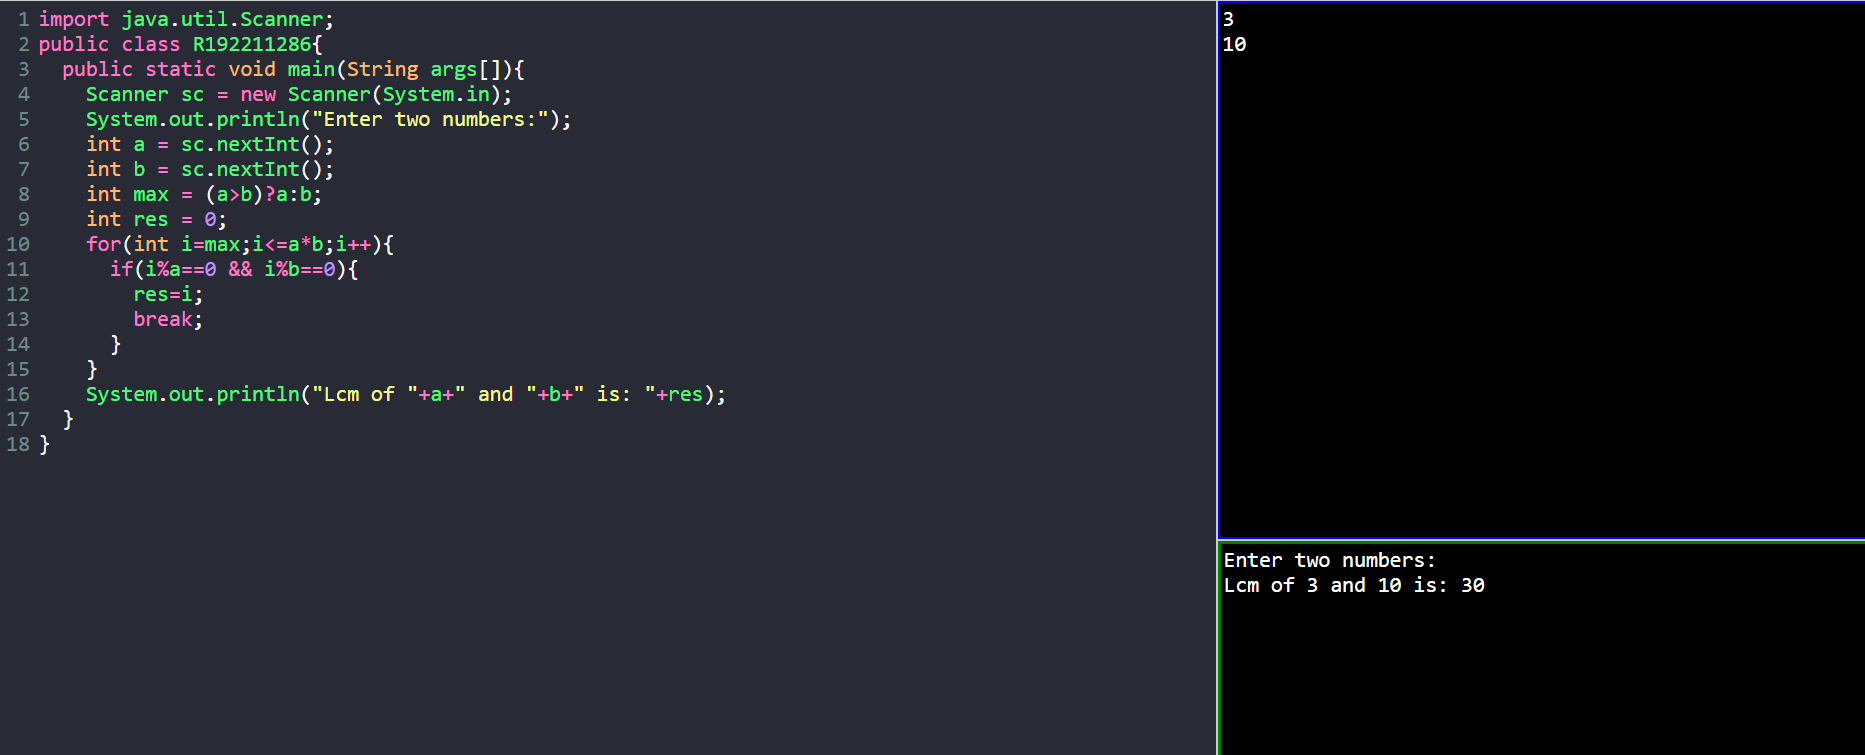 1 import java.util.Scanner;
2 public class R192211286{
3   public static void main(String args[]){
4     Scanner sc = new Scanner(System.in);
5     System.out.println("Enter two numbers:");
6     int a = sc.nextInt();
7     int b = sc.nextInt();
8     int max = (a>b)?a:b;
9     int res = 0;
10     for(int i=max;i<=a*b;i++){
11       if(i%a==0 && i%b==0){
12         res=i;
13         break;
14       }
15     }
16     System.out.println("Lcm of "+a+" and "+b+" is: "+res);
17   }
18 }
3
10
Enter two numbers:
Lcm of 3 and 10 is: 30